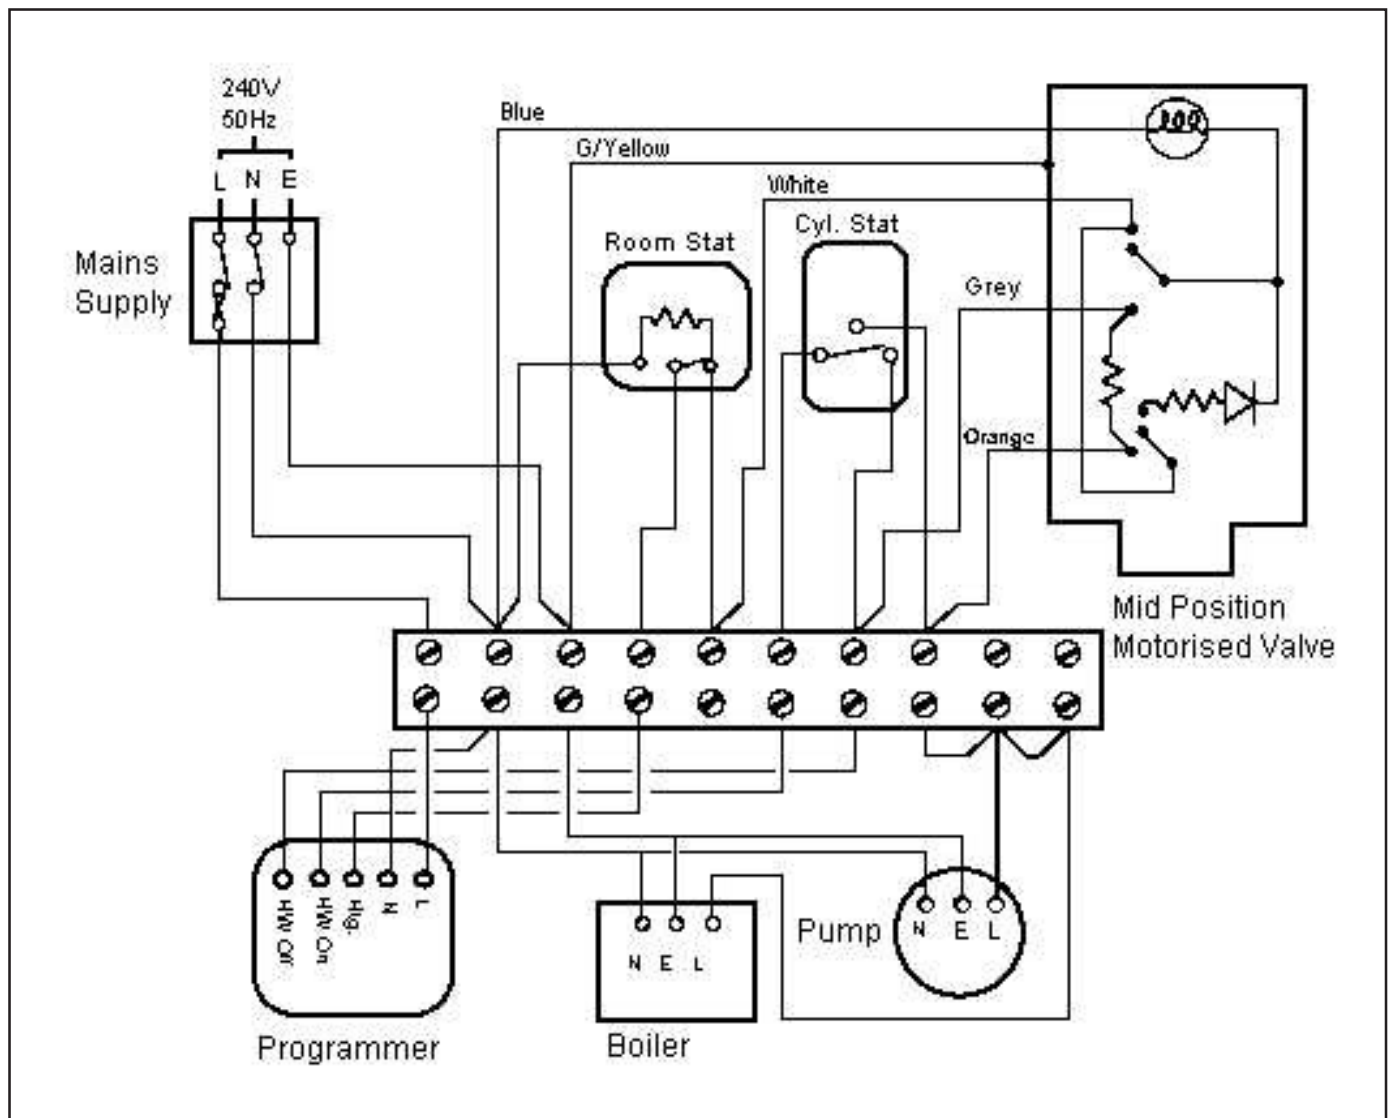 240V
50Hz
L N E
Mains
Supply
Blue
G/Yellow
White
Room Stat
Cyl. Stat
Grey
Orange
Mid Position
Motorised Valve
HW Off
HW On
Htg.
N
L
Programmer
N E L
Boiler
Pump
N E L